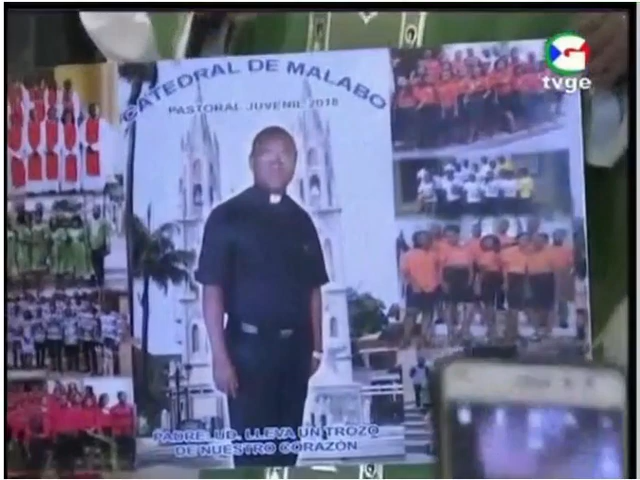 tvge
CATEDRAL DE MALABO
PASTORAL JUVENIL 2018
PADRE UD. LLEVA UN TROZO
DE NUESTRO CORAZÓN